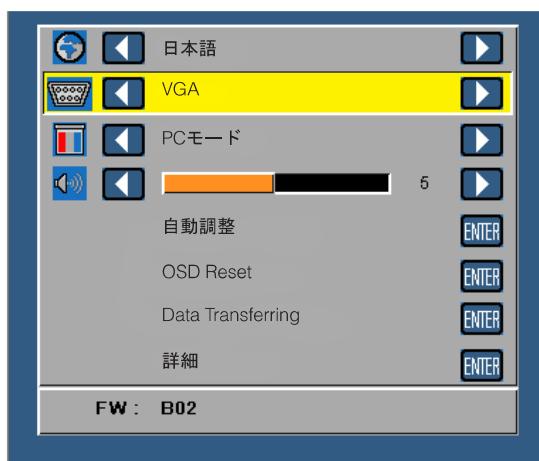 日本語
VGA
PCモード
5
自動調整 ENTER
OSD Reset ENTER
Data Transferring ENTER
詳細 ENTER
FW : B02